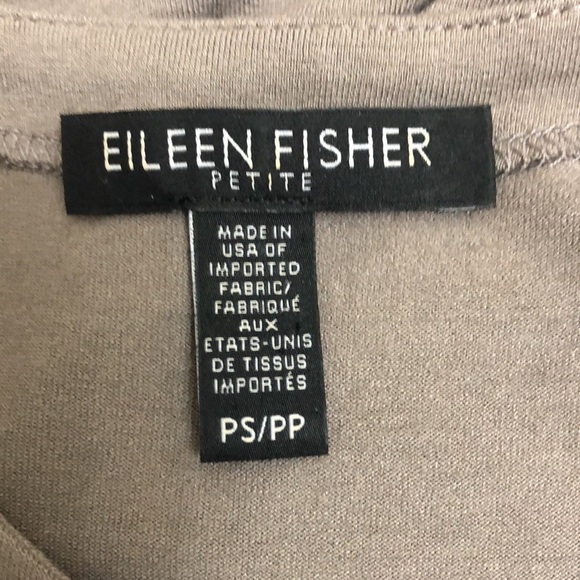 EILEEN FISHER
PETITE
MADE IN
USA OF
IMPORTED
FABRIC/
FABRIQUÉ
AUX
ETATS-UNIS
DE TISSUS
IMPORTÉS
PS/PP